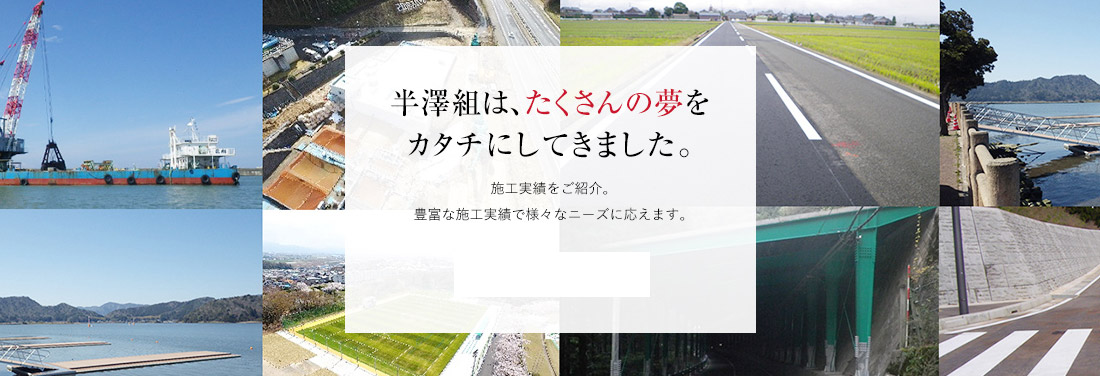 半澤組は、たくさんの夢を
カタチにしてきました。
施工実績をご紹介。
豊富な施工実績で様々なニーズに応えます。